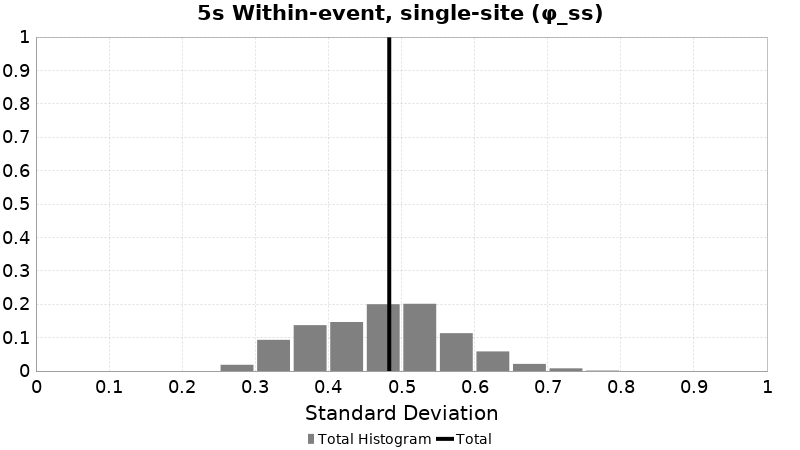 5s Within-event, single-site (φ_ss)
1
0.9
0.8
0.7
0.6
0.5
0.4
0.3
0.2
0.1
0
0 0.1 0.2 0.3 0.4 0.5 0.6 0.7 0.8 0.9 1
Standard Deviation
Total Histogram Total